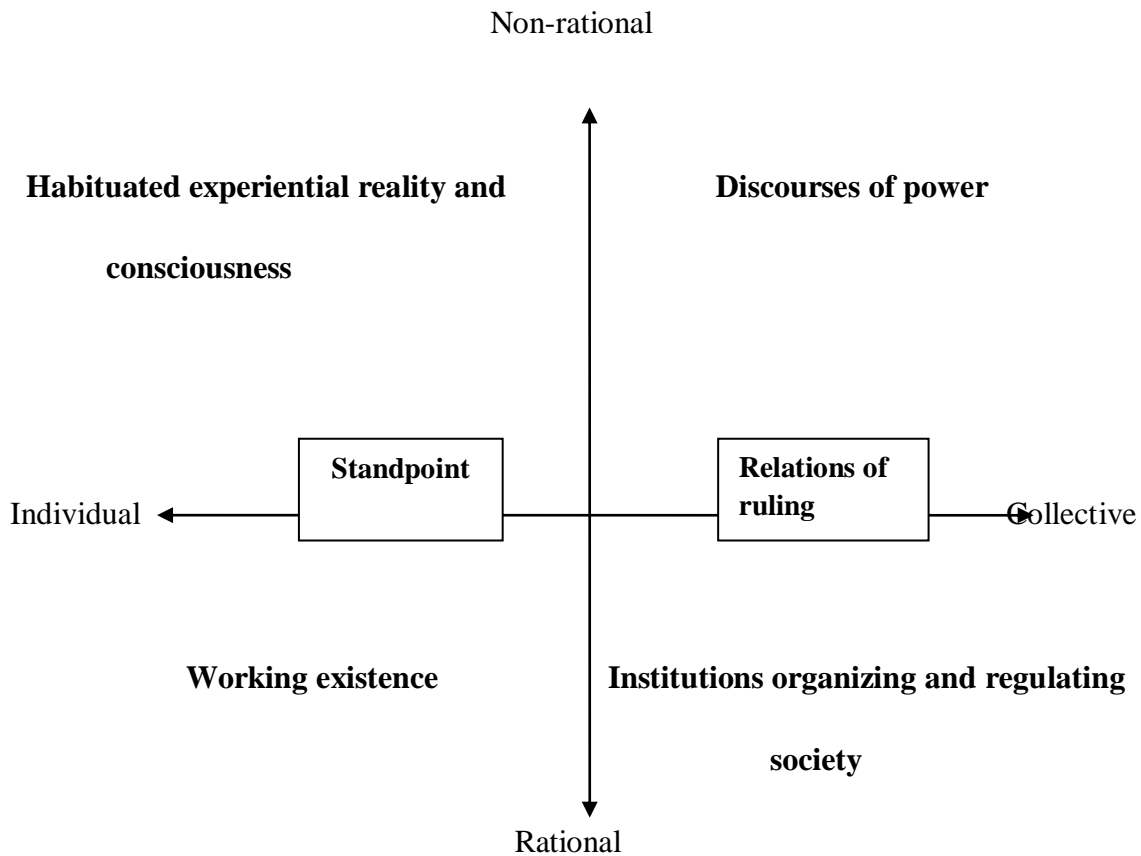 Non-rational
Habituated experiential reality and
consciousness
Discourses of power
Standpoint
Relations of
ruling
Individual
Collective
Working existence
Institutions organizing and regulating
society
Rational